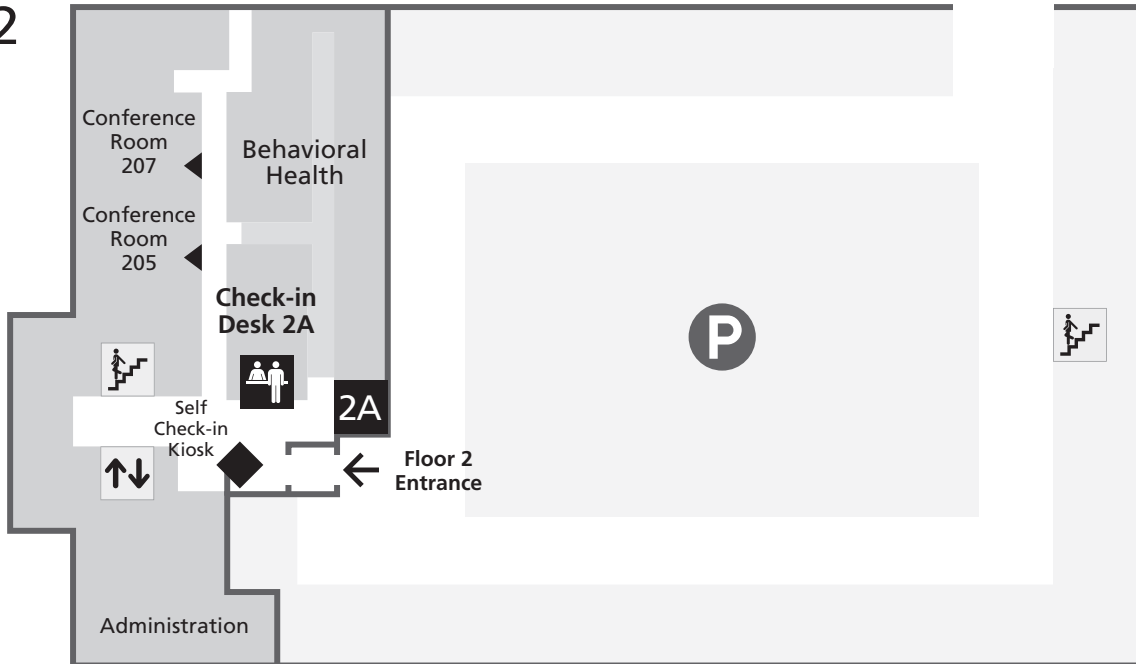 2
Conference
Room
207
Behavioral
Health
Conference
Room
205
Check-in
Desk 2A
P
2A
Self
Check-in
Kiosk
Floor 2
Entrance
Administration